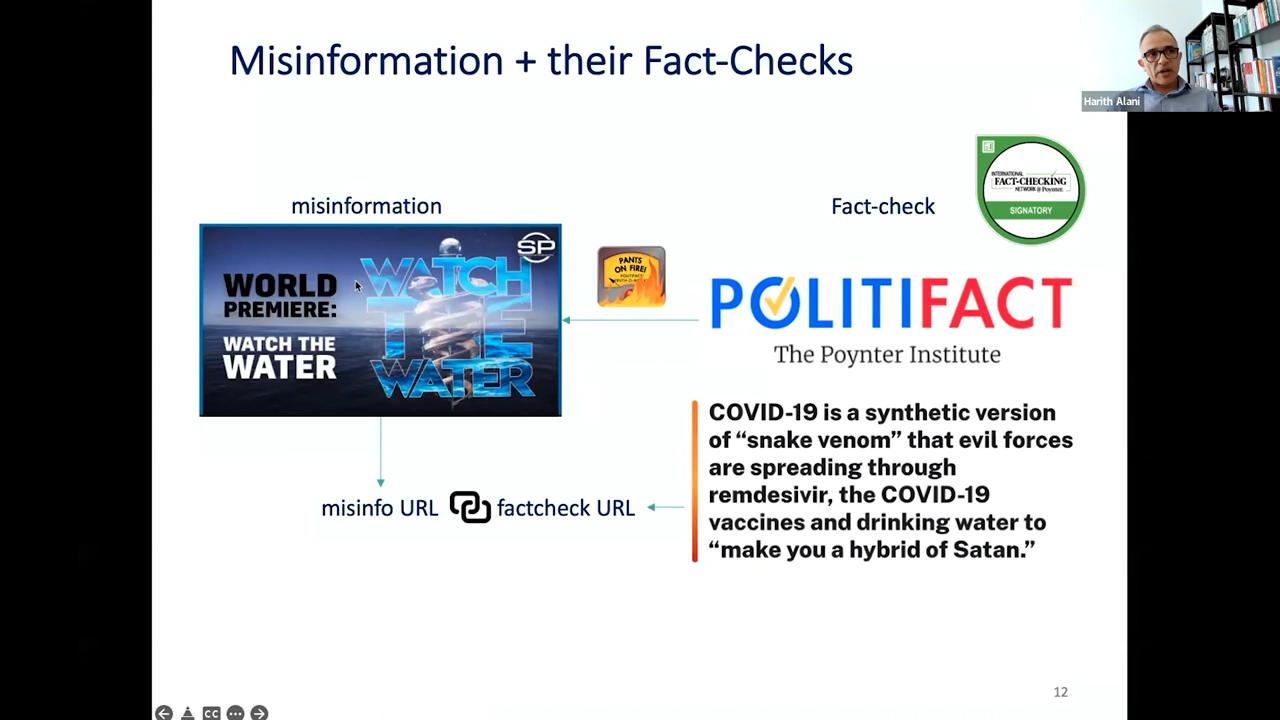 Misinformation + their Fact-Checks
Harith Alani
misinformation
Fact-check
INTERNATIONAL
FACT-CHECKING
NETWORK @ Poynter.
SIGNATORY
SP
WORLD
PREMIERE:
WATCH THE
WATER
WATCH
THE
WATER
PANTS
ON FIRE!
POLITIFACT
The Poynter Institute
COVID-19 is a synthetic version
of “snake venom” that evil forces
are spreading through
remdesivir, the COVID-19
vaccines and drinking water to
“make you a hybrid of Satan.”
misinfo URL
factcheck URL
12
CC